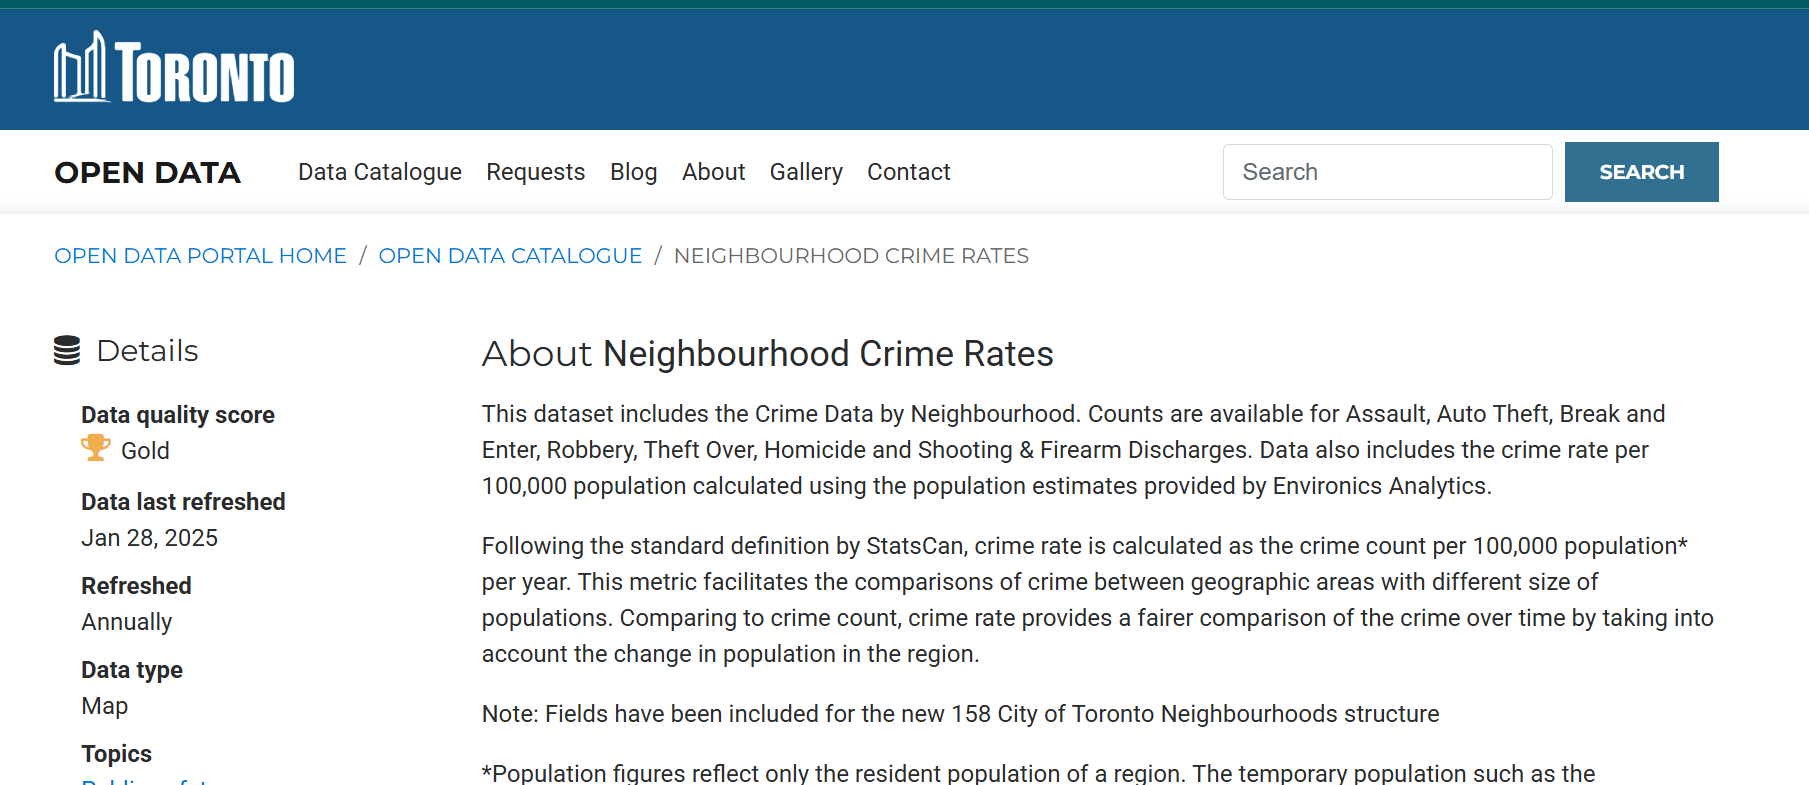 TORONTO
OPEN DATA
Data Catalogue Requests Blog About Gallery Contact
Search
SEARCH
OPEN DATA PORTAL HOME / OPEN DATA CATALOGUE / NEIGHBOURHOOD CRIME RATES
Details
Data quality score
Gold
Data last refreshed
Jan 28, 2025
Refreshed
Annually
Data type
Map
Topics
About Neighbourhood Crime Rates
This dataset includes the Crime Data by Neighbourhood. Counts are available for Assault, Auto Theft, Break and
Enter, Robbery, Theft Over, Homicide and Shooting & Firearm Discharges. Data also includes the crime rate per
100,000 population calculated using the population estimates provided by Environics Analytics.
Following the standard definition by StatsCan, crime rate is calculated as the crime count per 100,000 population*
per year. This metric facilitates the comparisons of crime between geographic areas with different size of
populations. Comparing to crime count, crime rate provides a fairer comparison of the crime over time by taking into
account the change in population in the region.
Note: Fields have been included for the new 158 City of Toronto Neighbourhoods structure
*Population figures reflect only the resident population of a region. The temporary population such as the